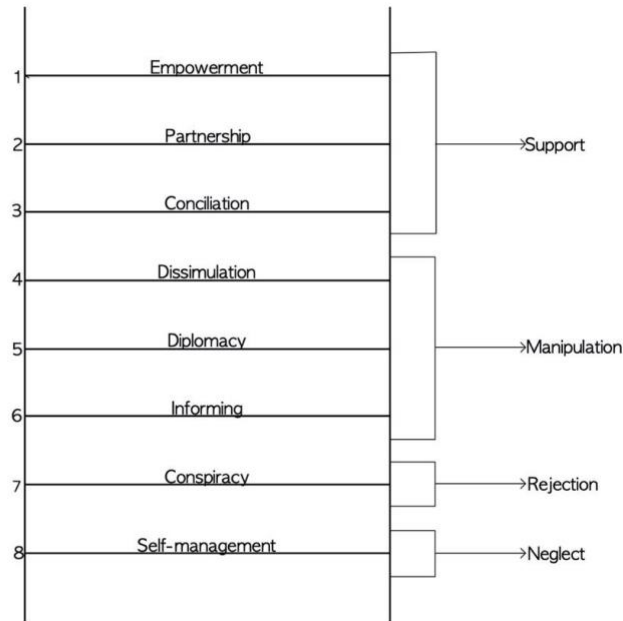 1 Empowerment
2 Partnership
Support
3 Conciliation
4 Dissimulation
5 Diplomacy
Manipulation
6 Informing
7 Conspiracy
Rejection
8 Self-management
Neglect